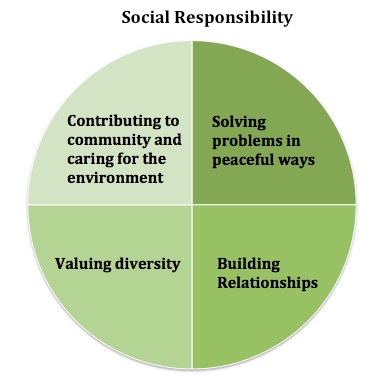 Social Responsibility
Contributing to
community and
caring for the
environment
Solving
problems in
peaceful ways
Valuing diversity
Building
Relationships